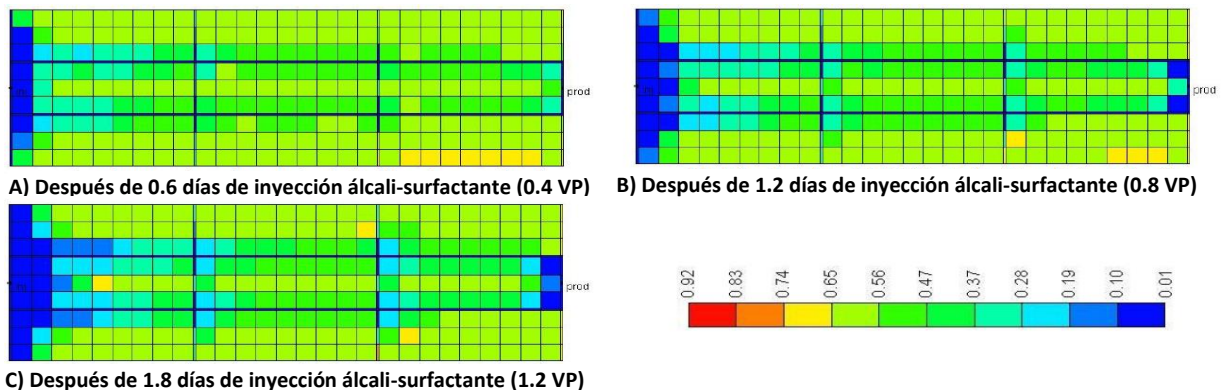 prod
prod
A) Después de 0.6 días de inyección álcali-surfactante (0.4 VP)
B) Después de 1.2 días de inyección álcali-surfactante (0.8 VP)
prod
0.92
0.83
0.74
0.65
0.56
0.47
0.37
0.28
0.19
0.10
0.01
C) Después de 1.8 días de inyección álcali-surfactante (1.2 VP)